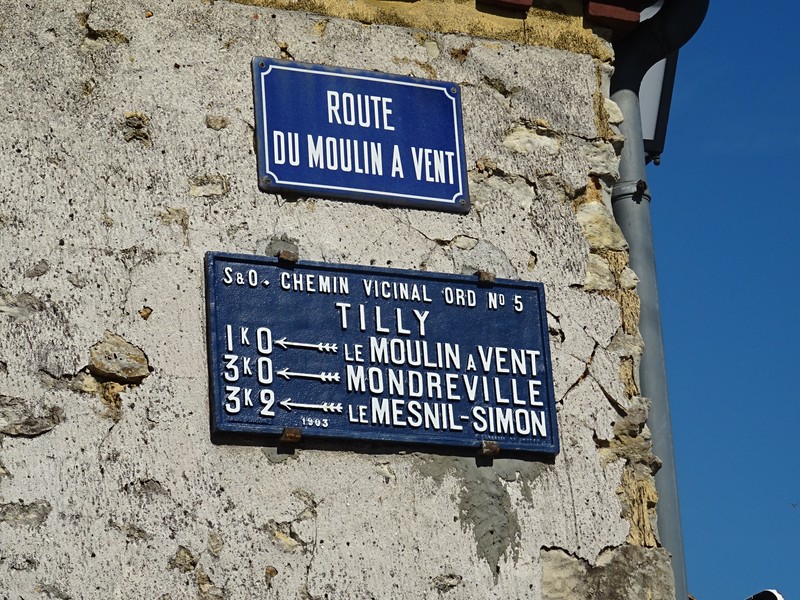 ROUTE
DU MOULIN A VENT
S&O. CHEMIN VICINAL ORD NO 5
TILLY
1K0 ← LE MOULIN A VENT
3K0 ← MONDREVILLE
3K2 ← LE MESNIL-SIMON
1903